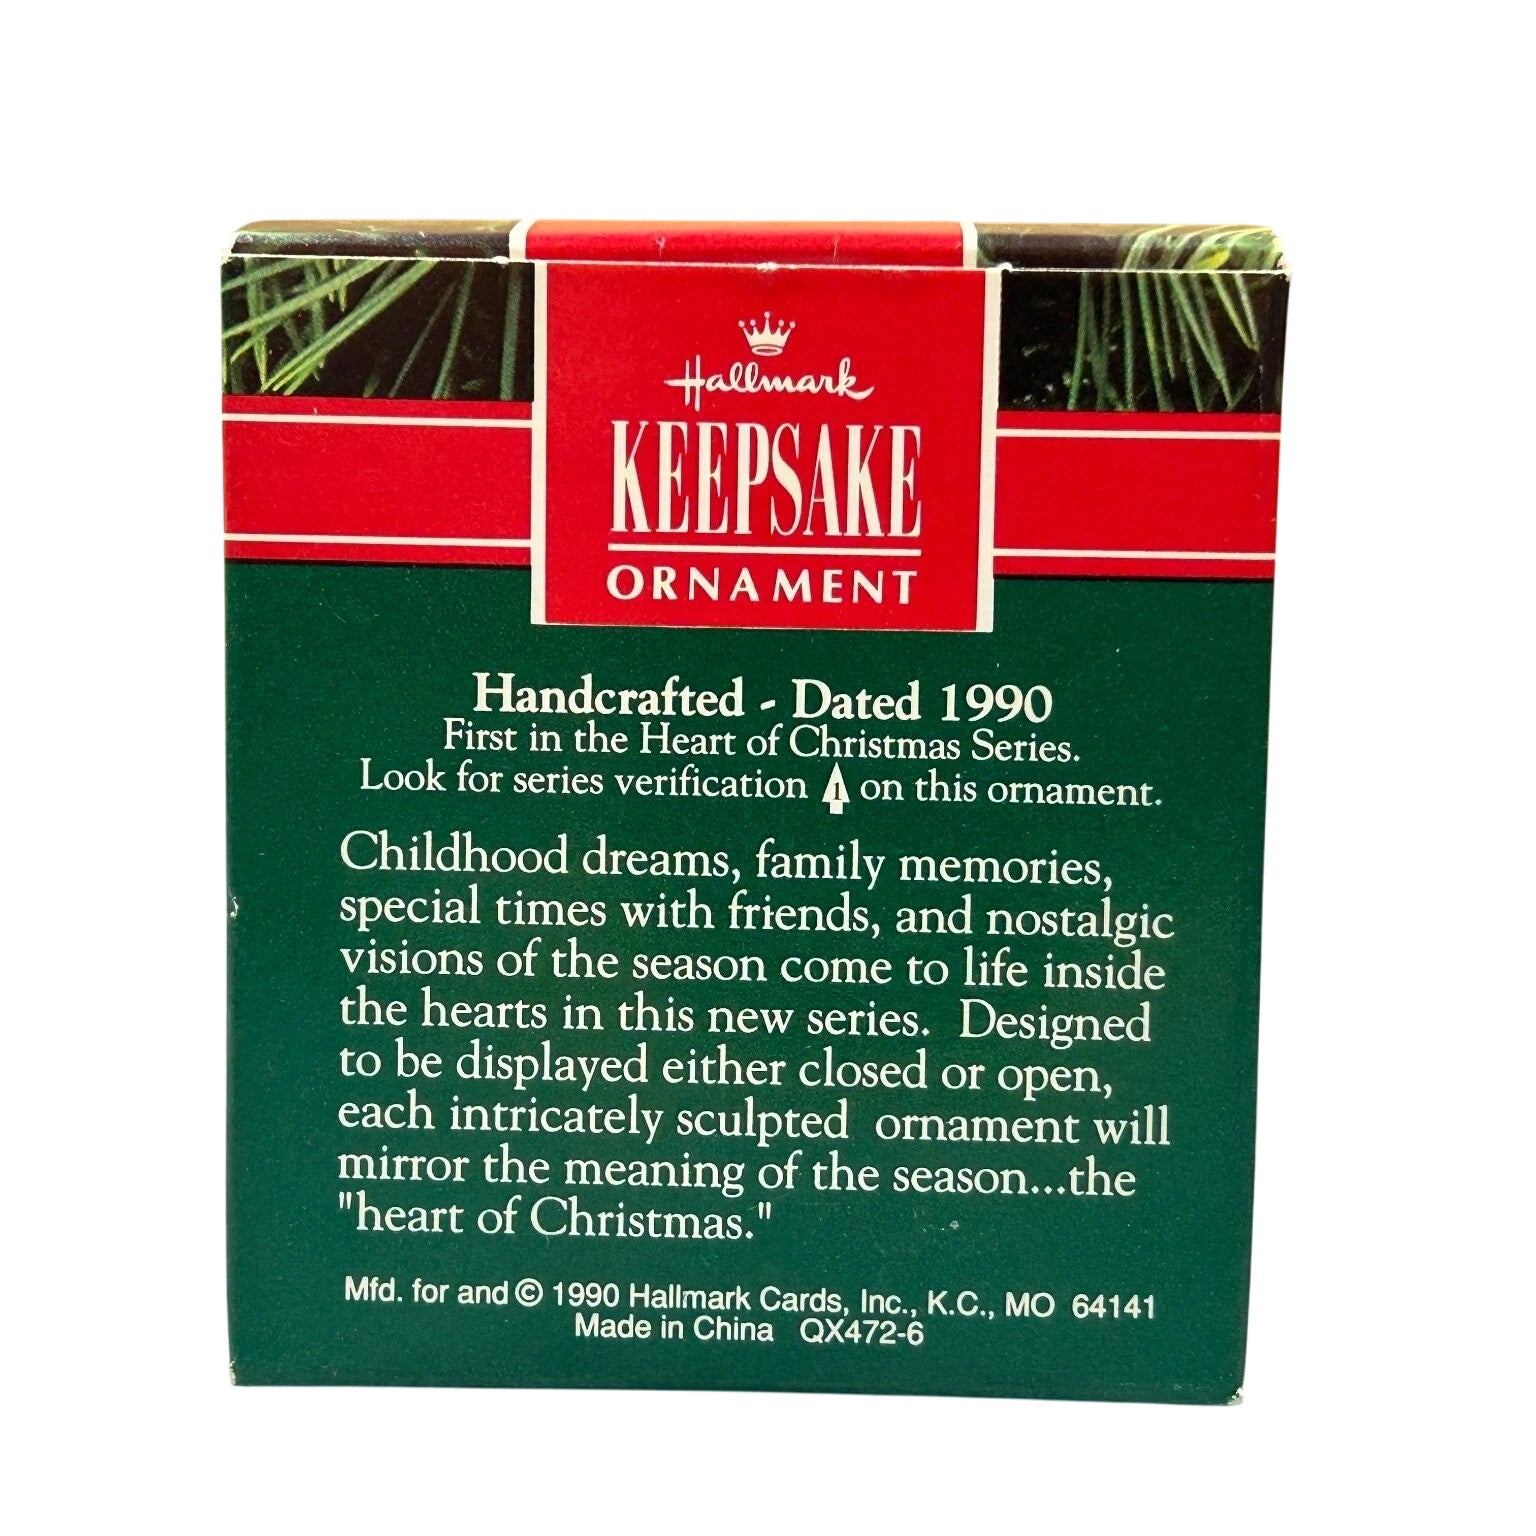 Hallmark
KEEPSAKE
ORNAMENT
Handcrafted - Dated 1990
First in the Heart of Christmas Series.
Look for series verification 1 on this ornament.
Childhood dreams, family memories,
special times with friends, and nostalgic
visions of the season come to life inside
the hearts in this new series. Designed
to be displayed either closed or open,
each intricately sculpted ornament will
mirror the meaning of the season...the
"heart of Christmas."
Mfd. for and © 1990 Hallmark Cards, Inc., K.C., MO 64141
Made in China QX472-6